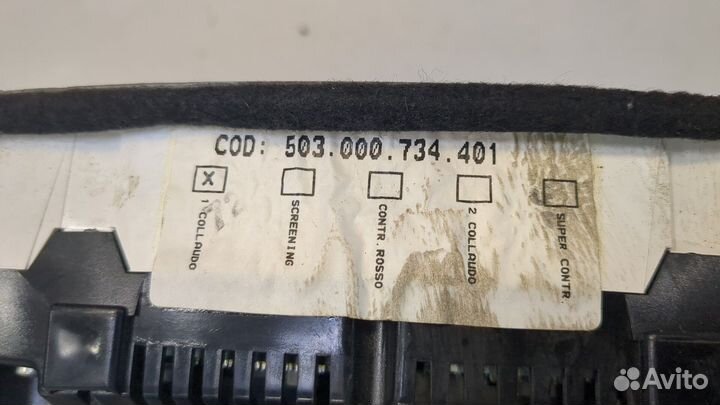 COD: 503.000.734.401
X
1 COLLAUDO
SCREENING
CONTR.ROSSO
2 COLLAUDO
SUPER CONTR.
Avito